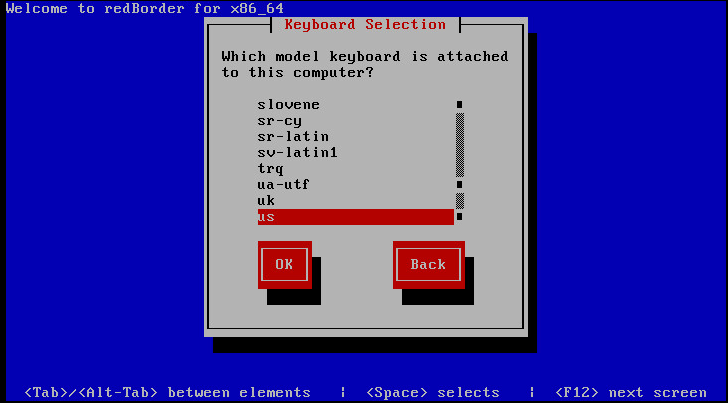 Welcome to redBorder for x86_64
Keyboard Selection
Which model keyboard is attached
to this computer?
slovene
sr-cy
sr-latin
sv-latin1
trq
ua-utf
uk
us
OK Back
<Tab>/<Alt-Tab> between elements | <Space> selects | <F12> next screen